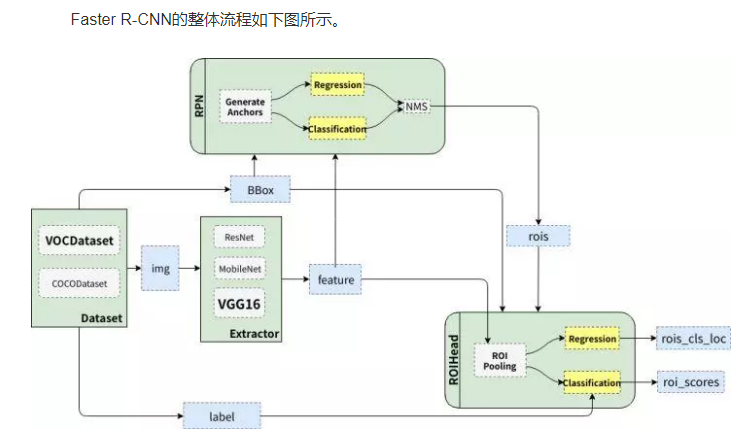 Faster R-CNN的整体流程如下图所示。
RPN
Generate
Anchors
Regression
Classification
NMS
BBox
rois
VOCDataset
COCODataset
Dataset
img
ResNet
MobileNet
VGG16
Extractor
feature
ROIHead
ROI
Pooling
Regression
Classification
rois_cls_loc
roi_scores
label